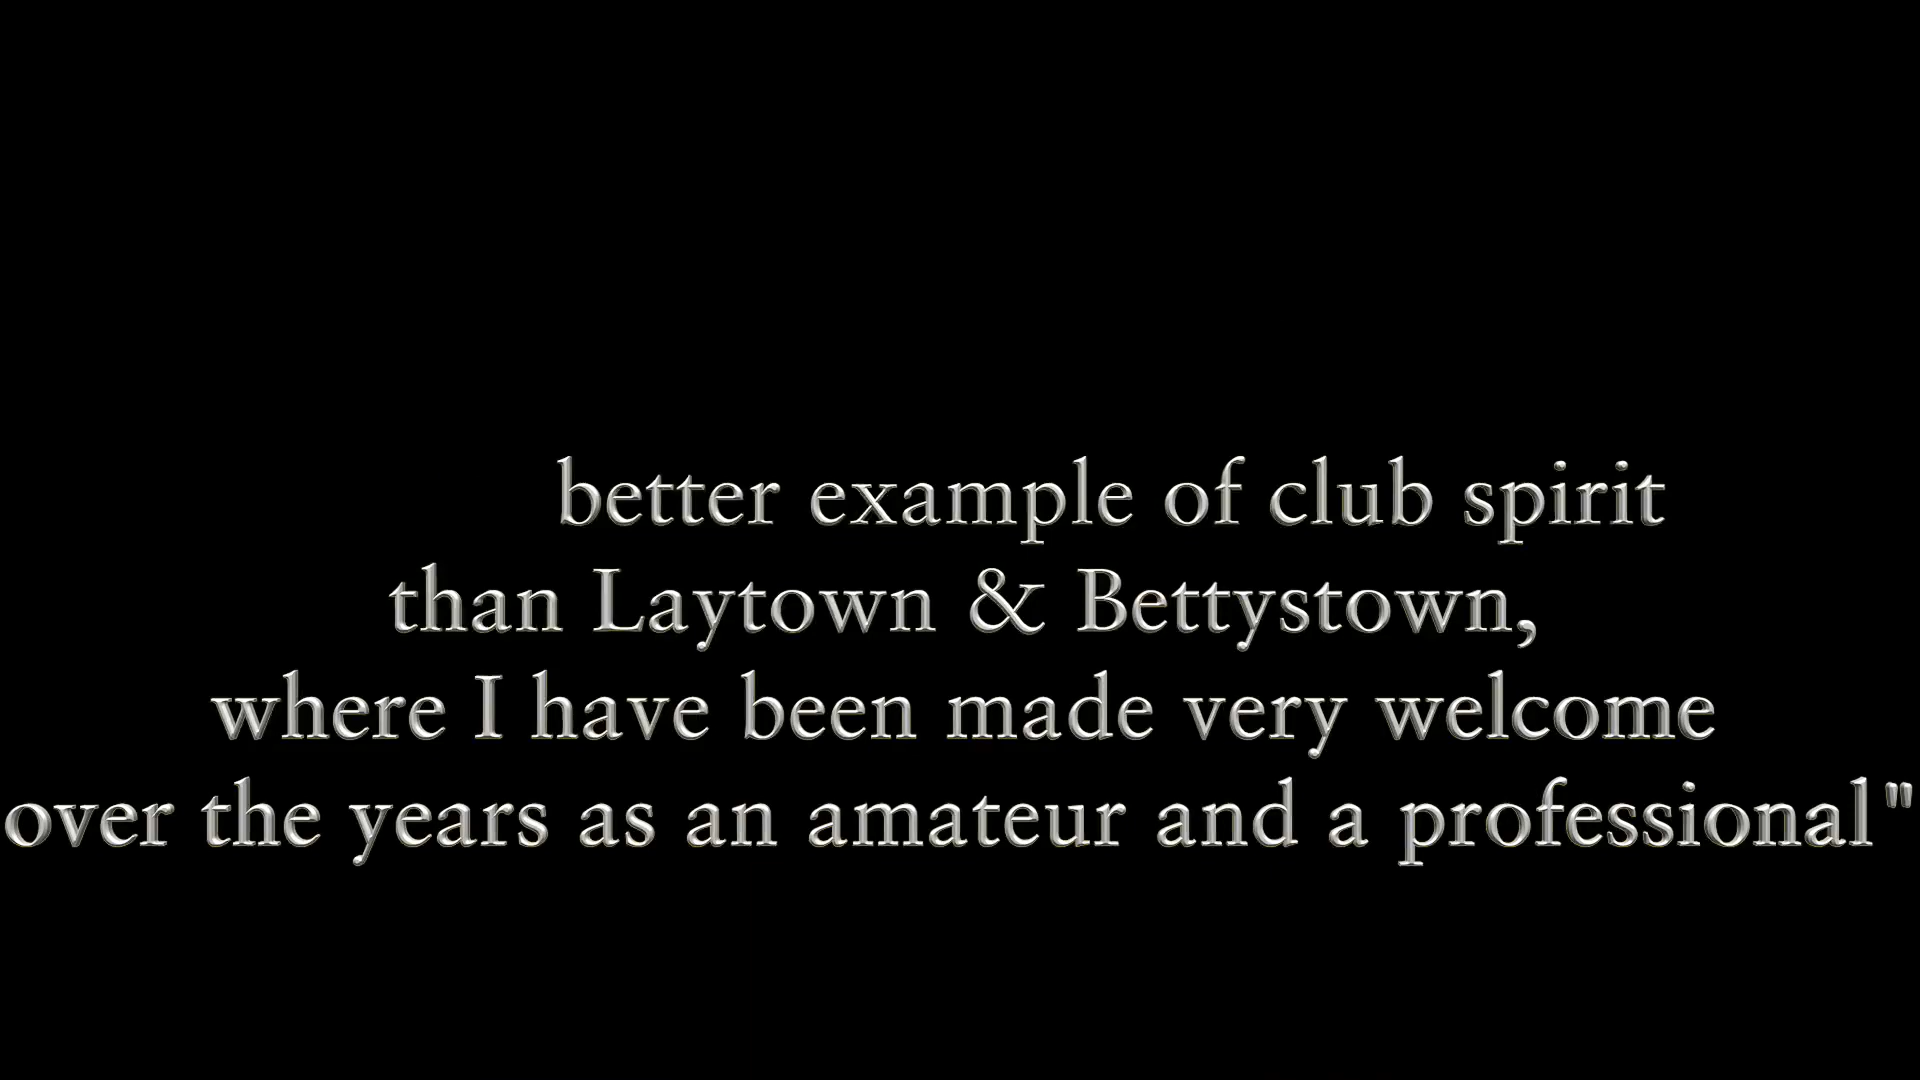 better example of club spirit
than Laytown & Bettystown,
where I have been made very welcome
over the years as an amateur and a professional"